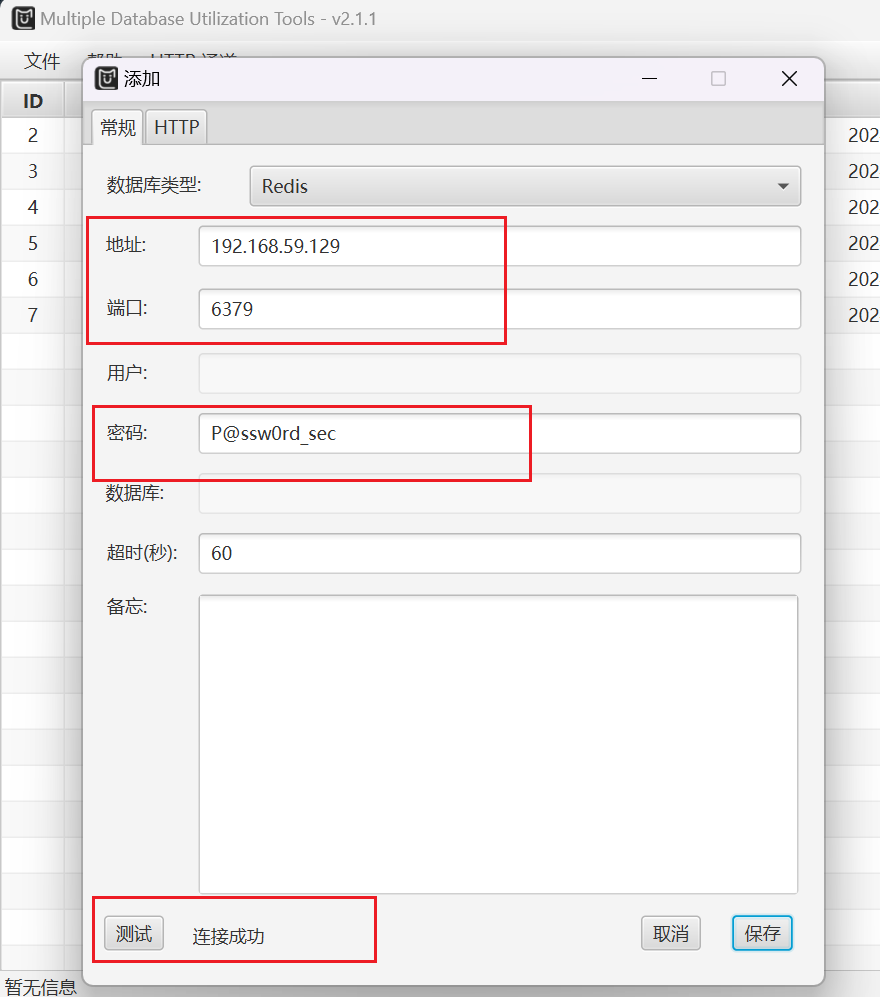 Multiple Database Utilization Tools - v2.1.1
文件 帮助 HTTP 通道
添加
ID
常规 HTTP
2 202
数据库类型: Redis
3 202
4 202
地址: 192.168.59.129
5 202
6 202
端口: 6379
7 202
用户:
密码: P@ssw0rd_sec
数据库:
超时(秒): 60
备忘:
测试 连接成功 取消 保存
暂无信息